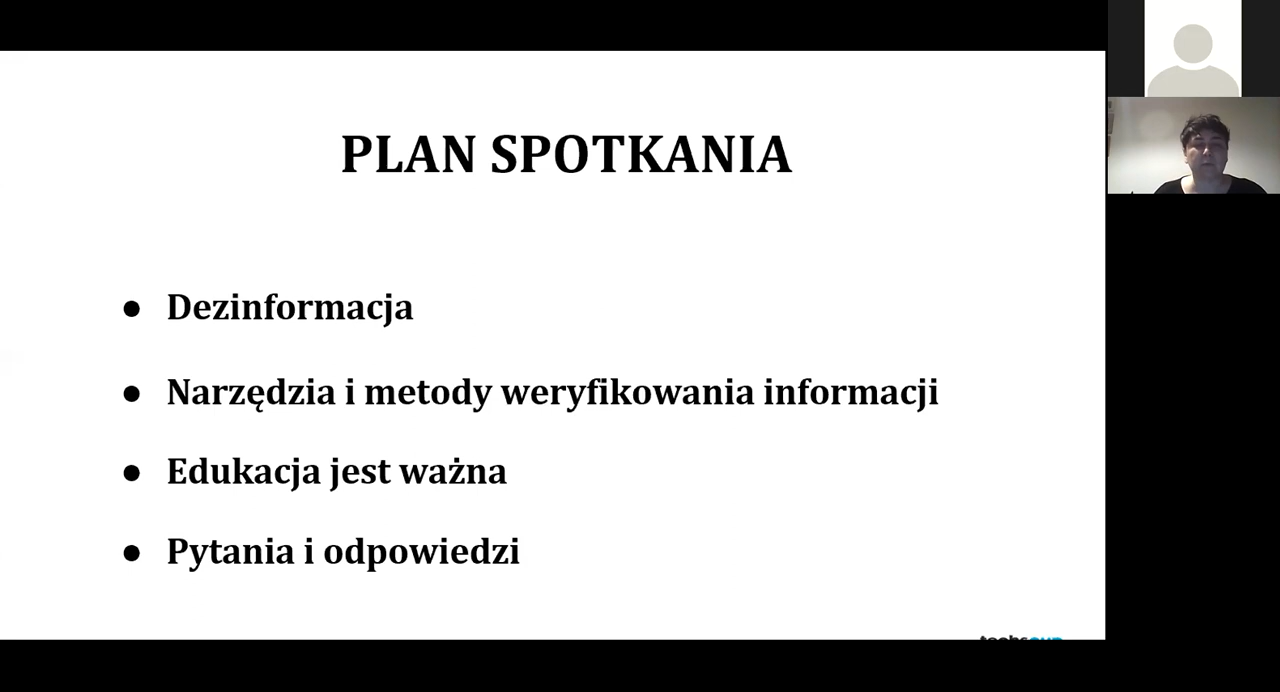 PLAN SPOTKANIA
● Dezinformacja
● Narzędzia i metody weryfikowania informacji
● Edukacja jest ważna
● Pytania i odpowiedzi